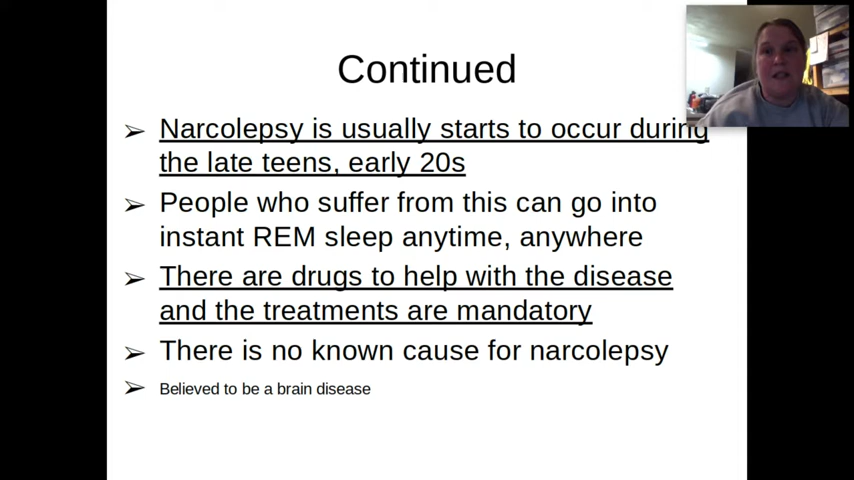 Continued
Narcolepsy is usually starts to occur during
the late teens, early 20s
People who suffer from this can go into
instant REM sleep anytime, anywhere
There are drugs to help with the disease
and the treatments are mandatory
There is no known cause for narcolepsy
Believed to be a brain disease